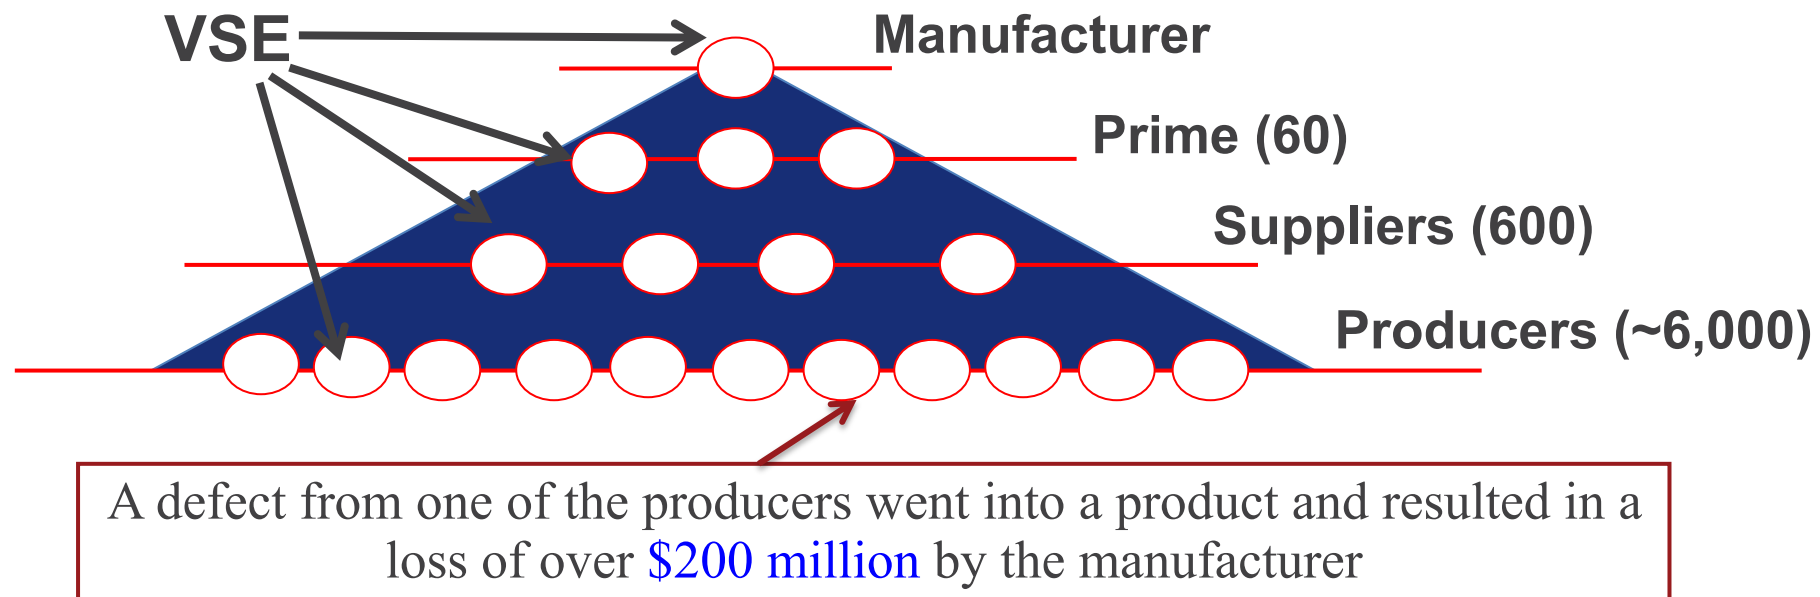 VSE
Manufacturer
Prime (60)
Suppliers (600)
Producers (~6,000)
A defect from one of the producers went into a product and resulted in a
loss of over $200 million by the manufacturer